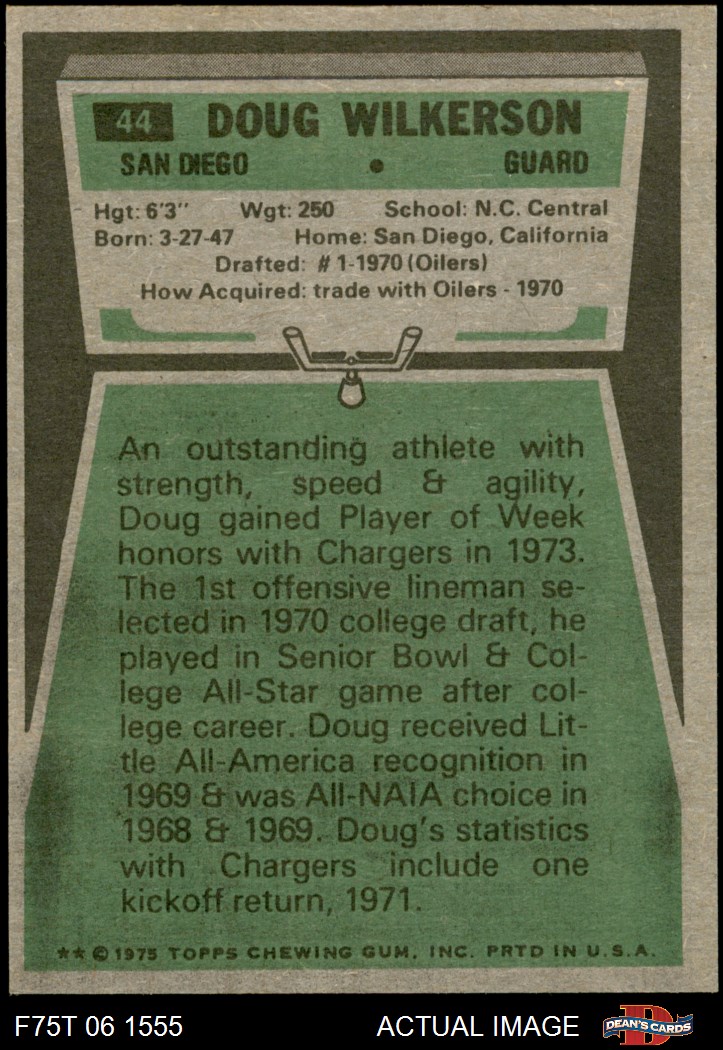 44 DOUG WILKERSON
SAN DIEGO • GUARD
Hgt: 6'3" Wgt: 250 School: N.C. Central
Born: 3-27-47 Home: San Diego, California
Drafted: #1-1970 (Oilers)
How Acquired: trade with Oilers - 1970
An outstanding athlete with
strength, speed & agility,
Doug gained Player of Week
honors with Chargers in 1973.
The 1st offensive lineman se-
lected in 1970 college draft, he
played in Senior Bowl & Col-
lege All-Star game after col-
lege career. Doug received Lit-
tle All-America recognition in
1969 & was All-NAIA choice in
1968 & 1969. Doug's statistics
with Chargers include one
kickoff return, 1971.
** © 1975 TOPPS CHEWING GUM, INC. PRTD IN U.S.A.
F75T 06 1555 ACTUAL IMAGE D DEAN'S CARDS